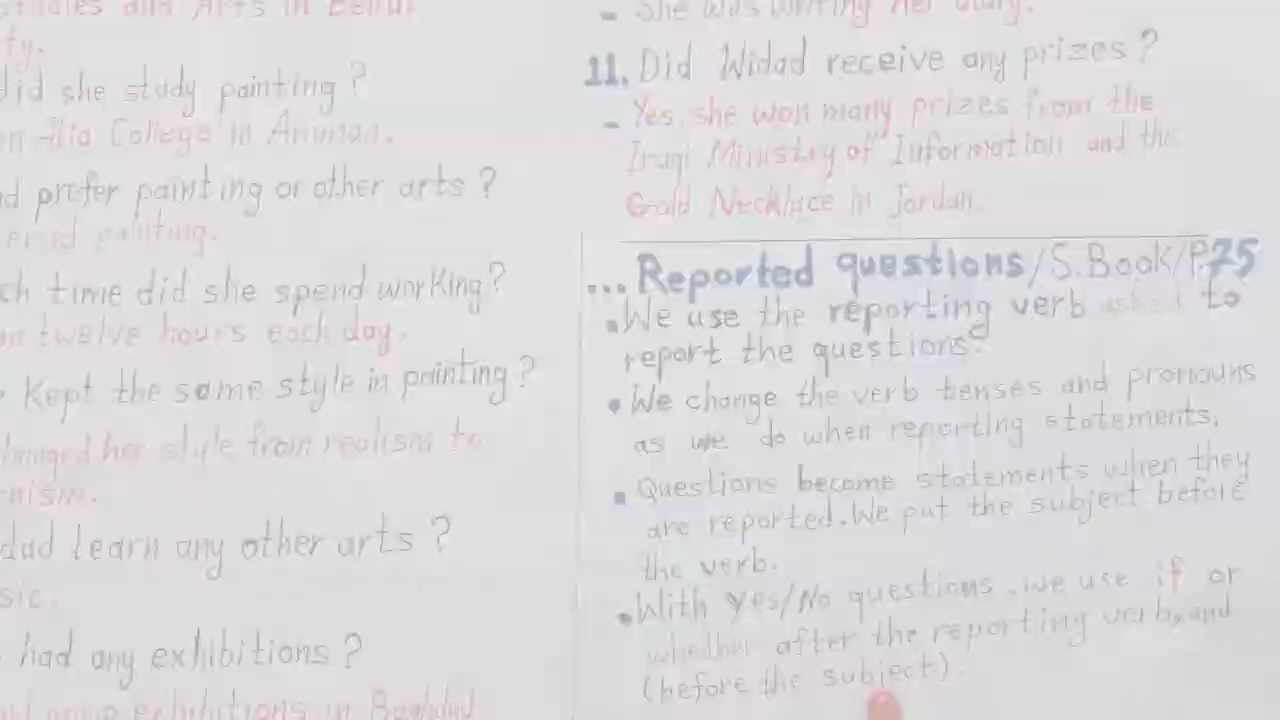 studies and Arts in Beirut
ty.
did she study painting?
en Alia College in Amman.
ad prefer painting or other arts?
erred painting.
ch time did she spend working?
an twelve hours each day.
Kept the same style in painting?
hanged her style from realism to
nism.
dad learn any other arts?
sic.
had any exhibitions?
exhibitions in Baghdad
- She was writing her diary.
11. Did Widad receive any prizes?
- Yes, she won many prizes from the
Iraqi Ministry of Information and the
Gold Necklace in Jordan.
... Reported questions/S.Book/P.75
• We use the reporting verb asked to
report the questions.
• We change the verb tenses and pronouns
as we do when reporting statements.
• Questions become statements when they
are reported. We put the subject before
the verb.
• With Yes/No questions, we use if or
whether after the reporting verb, and
(before the subject).